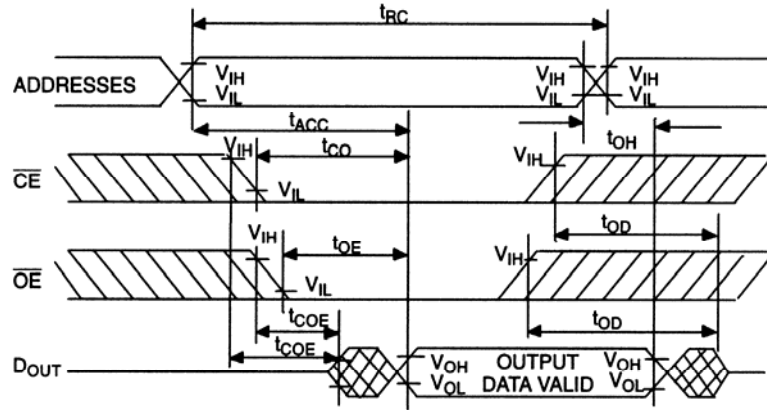 tRC
ADDRESSES
VIH
VIL
VIH
VIL
VIH
VIL
tACC
tOH
tCO
CE
VIH
VIL
VIH
tOD
OE
VIH
VIL
tOE
VIH
tCOE
tOD
tCOE
DOUT
VOH
VOL
OUTPUT
DATA VALID
VOH
VOL